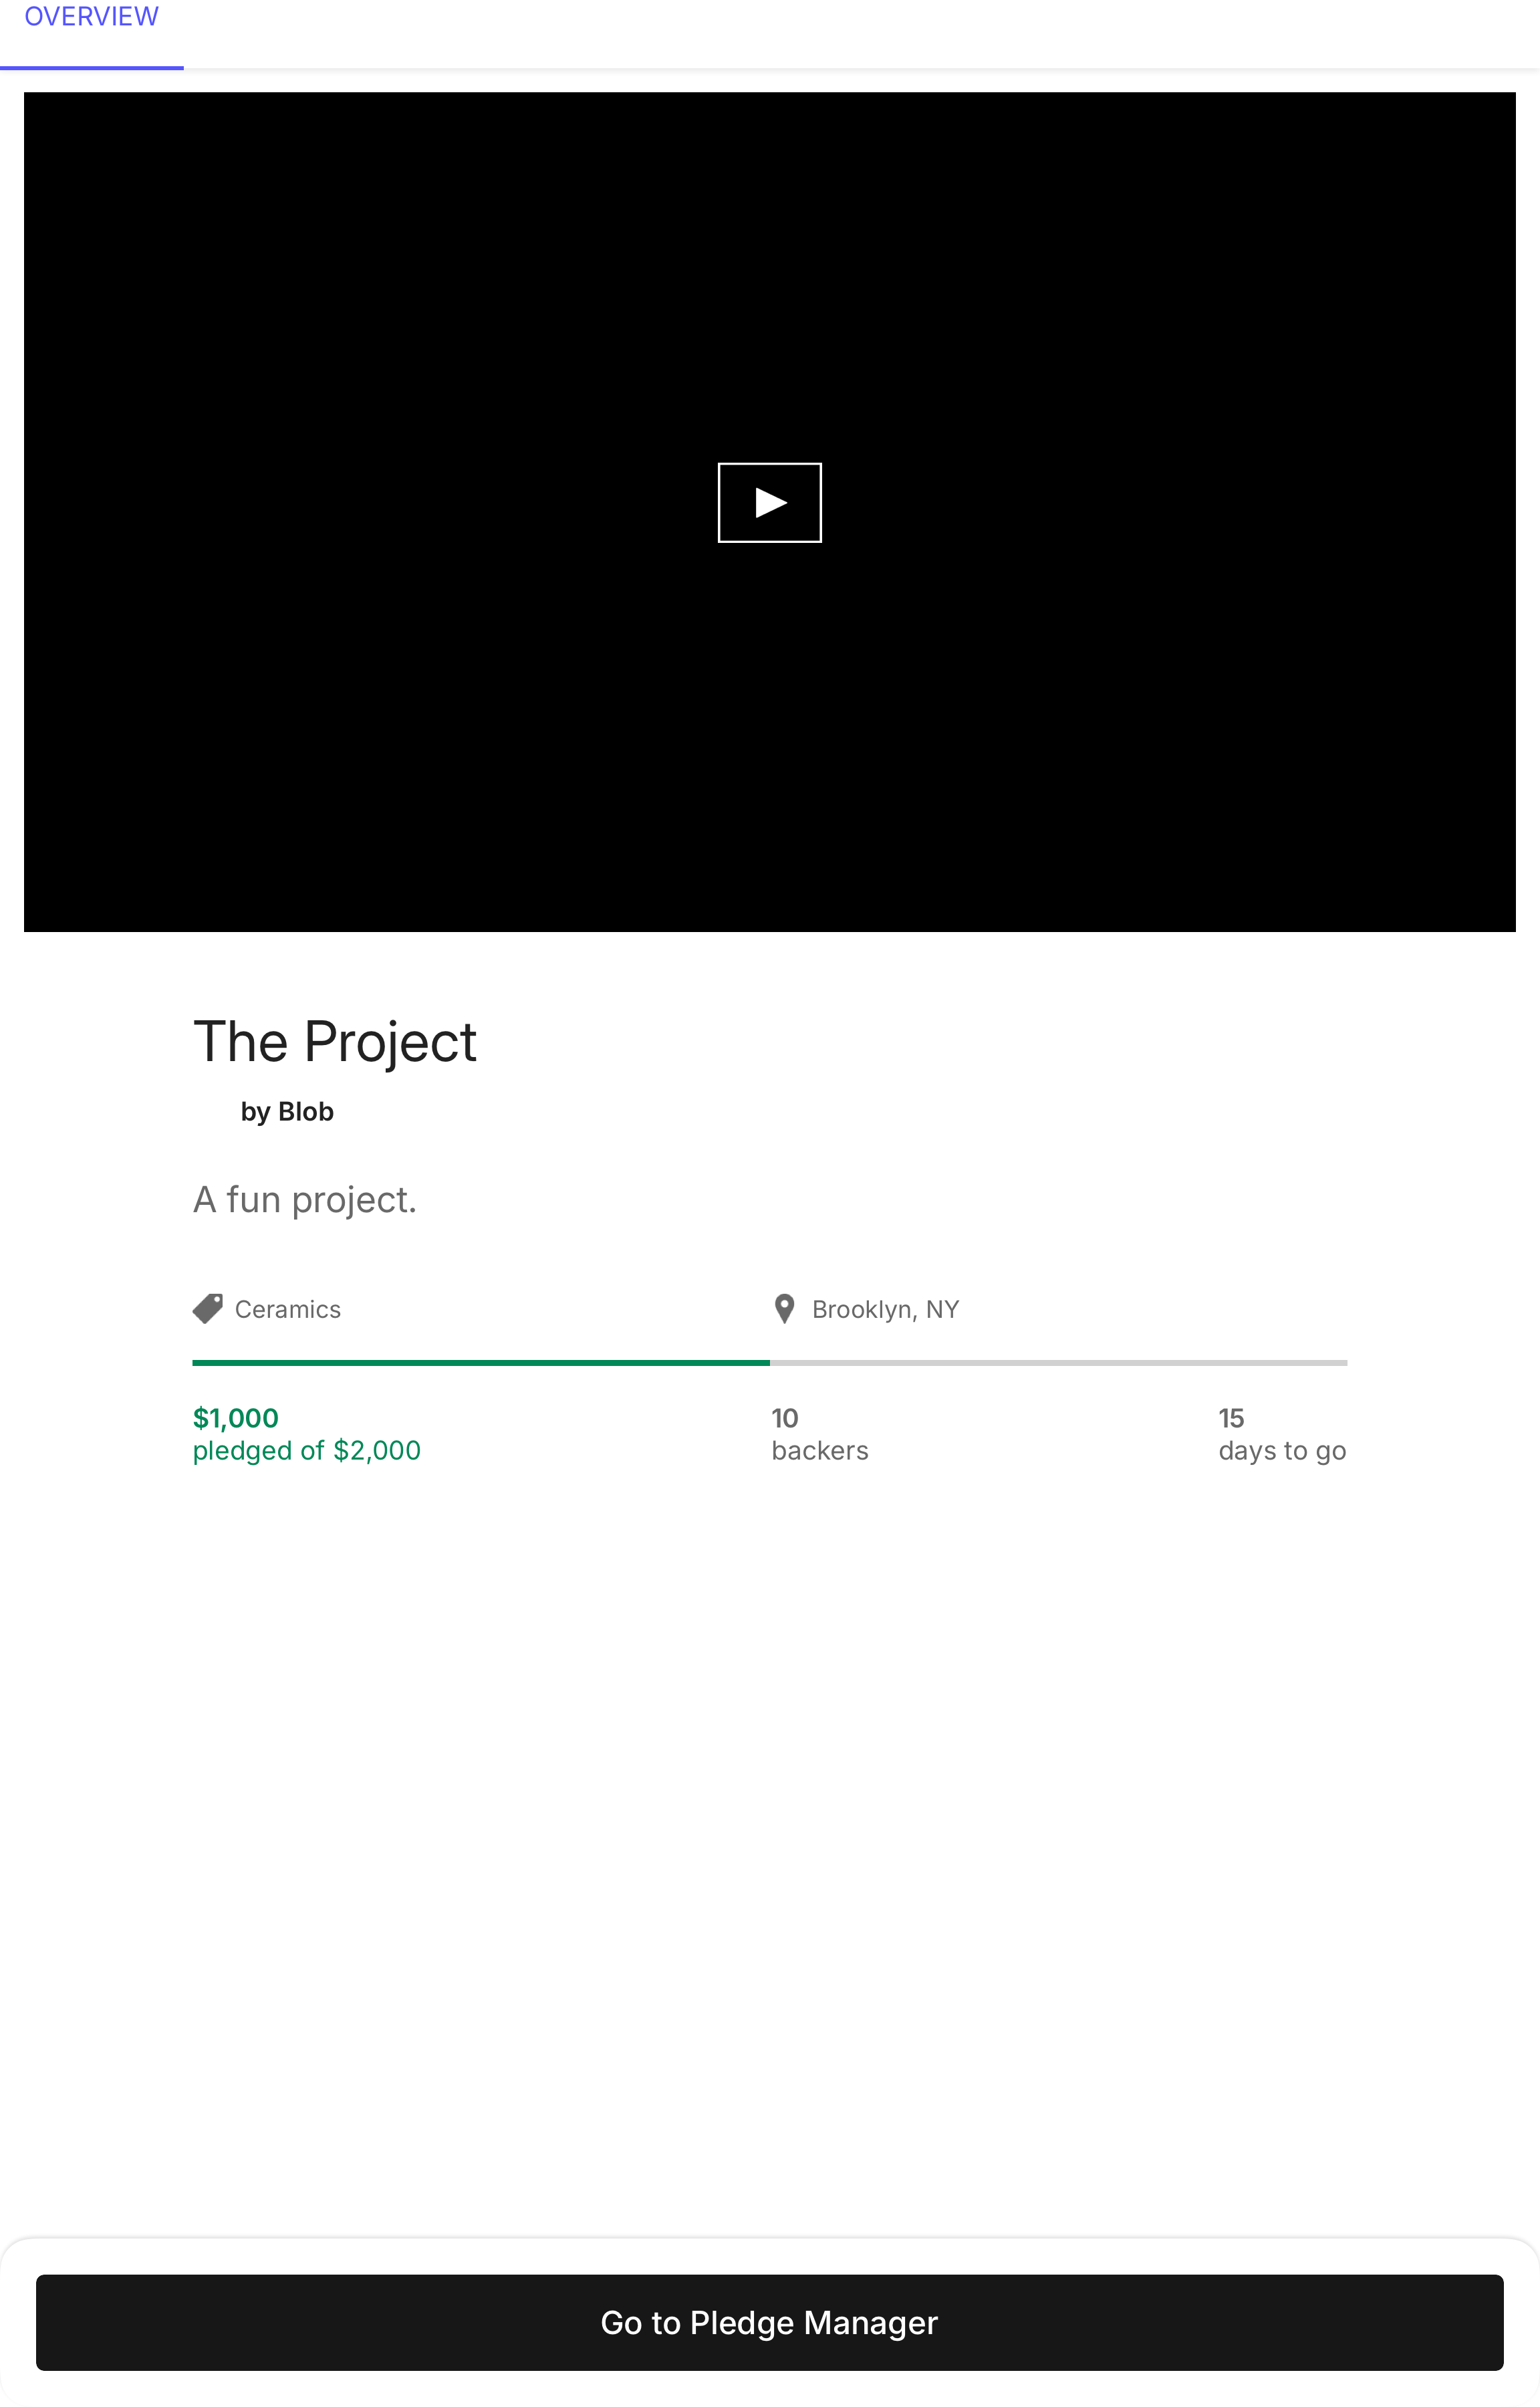 OVERVIEW
The Project
by Blob
A fun project.
Ceramics
Brooklyn, NY
$1,000
pledged of $2,000
10
backers
15
days to go
Go to Pledge Manager